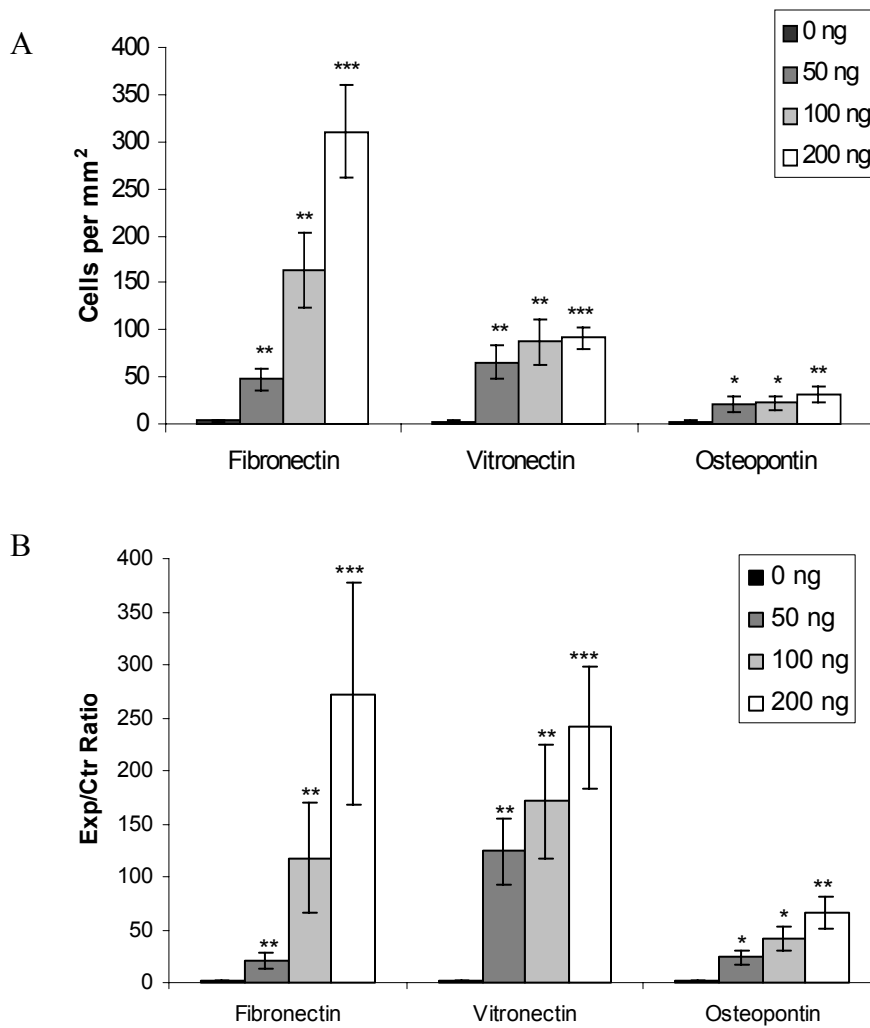 A
400
350
300
250
200
150
100
50
0
Cells per mm²
***
**
**
**
**
***
*
*
**
Fibronectin
Vitronectin
Osteopontin
0 ng
50 ng
100 ng
200 ng
B
400
350
300
250
200
150
100
50
0
Exp/Ctr Ratio
***
**
**
**
**
***
*
*
**
Fibronectin
Vitronectin
Osteopontin
0 ng
50 ng
100 ng
200 ng